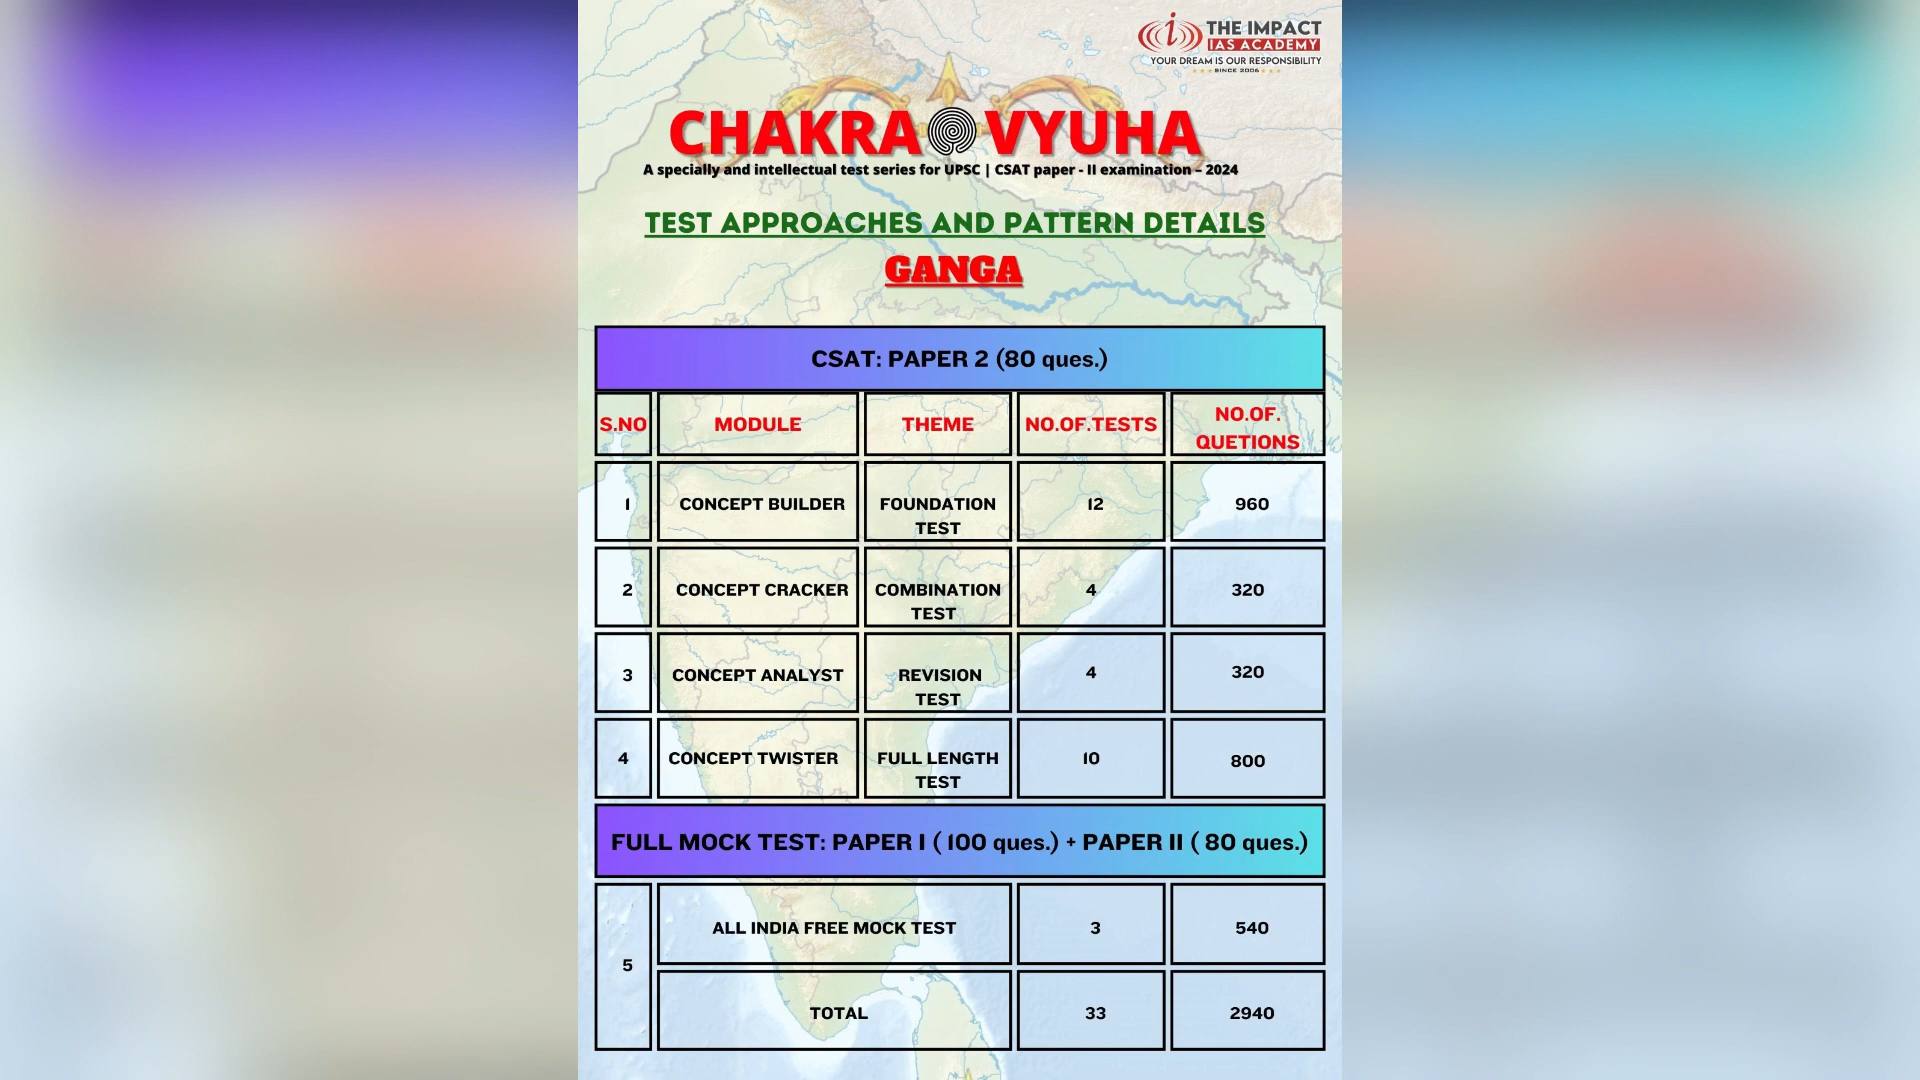 THE IMPACT
IAS ACADEMY
YOUR DREAM IS OUR RESPONSIBILITY
SINCE 2006
CHAKRA VYUHA
A specially and intellectual test series for UPSC | CSAT paper - II examination – 2024
TEST APPROACHES AND PATTERN DETAILS
GANGA
CSAT: PAPER 2 (80 ques.)
S.NO MODULE THEME NO.OF.TESTS NO.OF. QUETIONS
1 CONCEPT BUILDER FOUNDATION TEST 12 960
2 CONCEPT CRACKER COMBINATION TEST 4 320
3 CONCEPT ANALYST REVISION TEST 4 320
4 CONCEPT TWISTER FULL LENGTH TEST 10 800
FULL MOCK TEST: PAPER I ( 100 ques.) + PAPER II ( 80 ques.)
5 ALL INDIA FREE MOCK TEST 3 540
TOTAL 33 2940